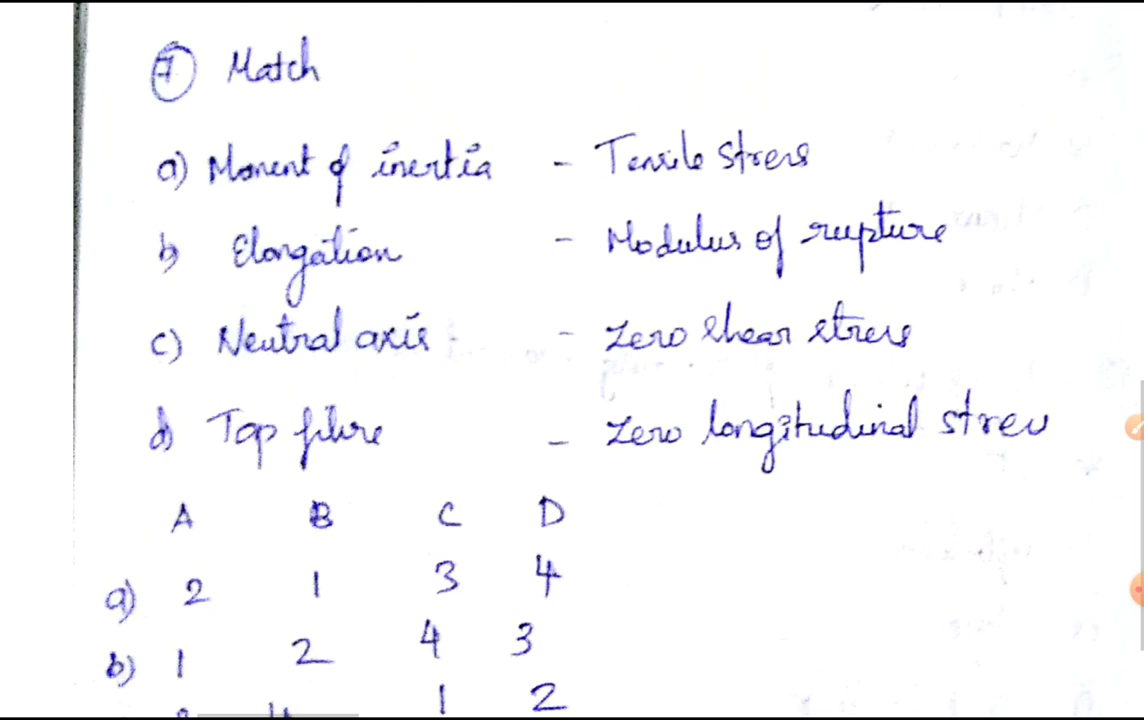 7 Match
a) Moment of inertia - Tensile stress
b) Elongation - Modulus of rupture
c) Neutral axis - Zero shear stress
d) Top fibre - Zero longitudinal stress
A B C D
a) 2 1 3 4
b) 1 2 4 3
1 2